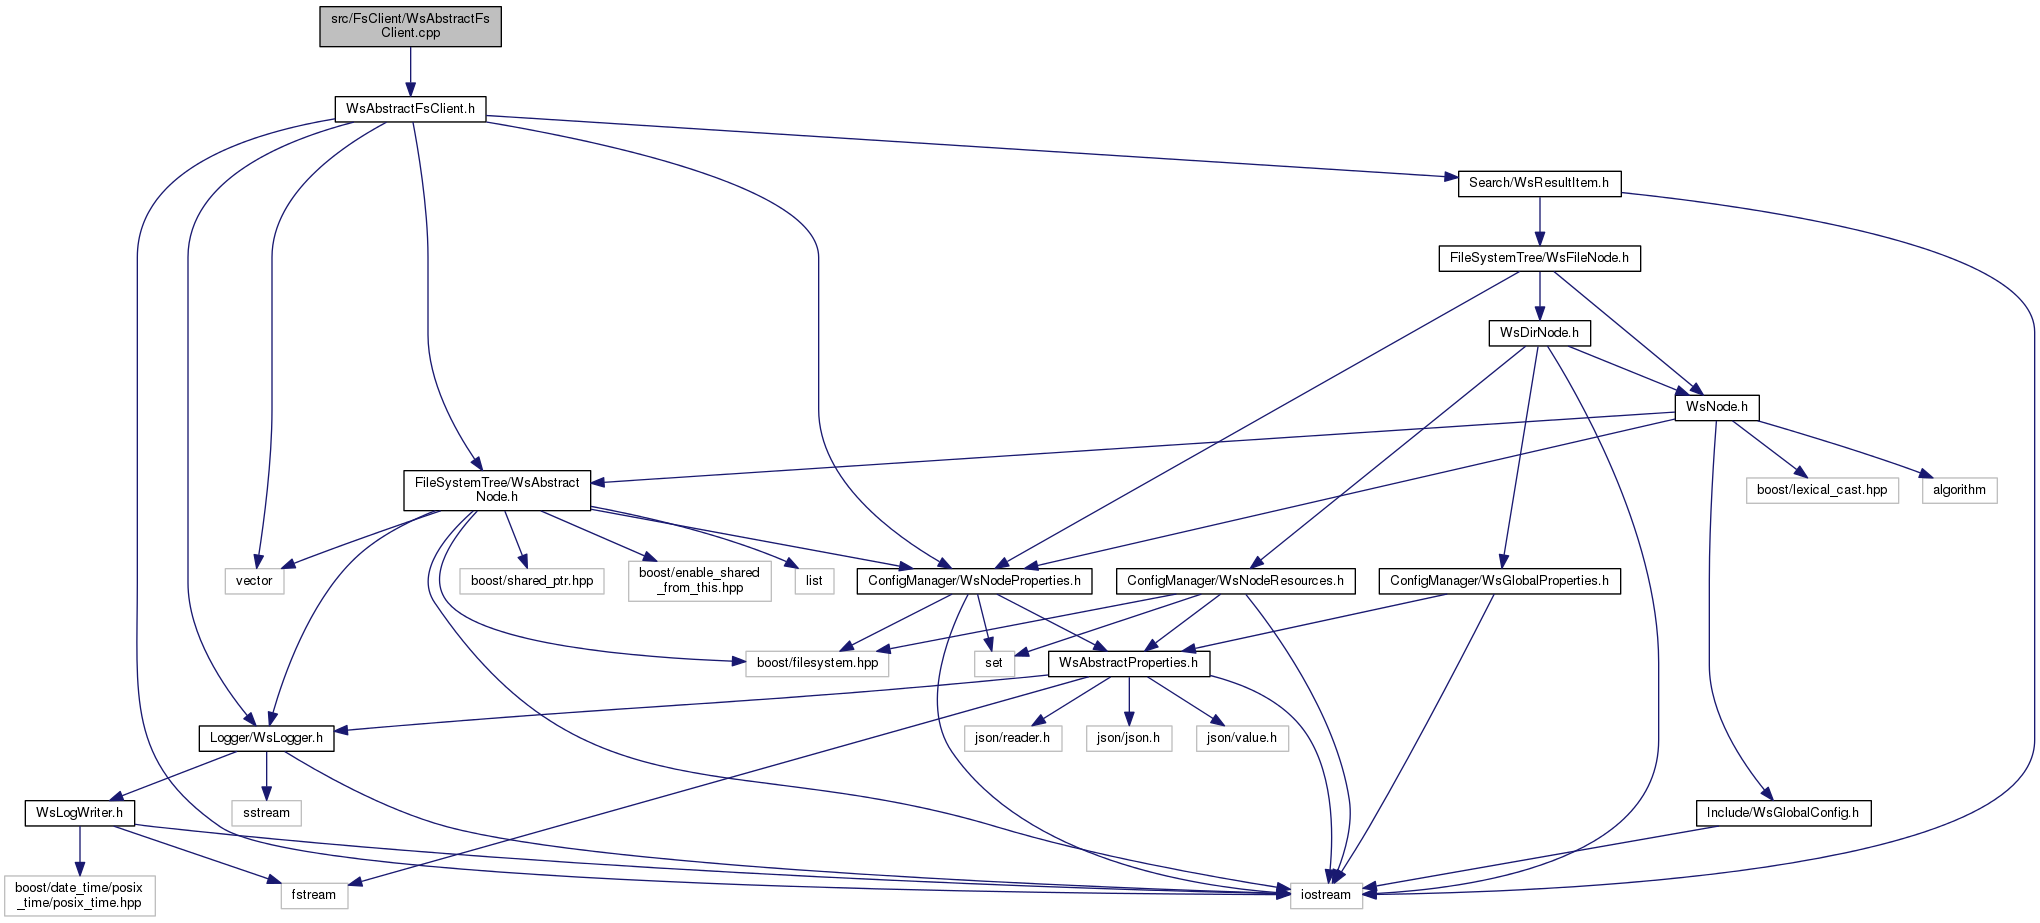 src/FsClient/WsAbstractFs
Client.cpp
WsAbstractFsClient.h
Search/WsResultItem.h
FileSystemTree/WsFileNode.h
WsDirNode.h
WsNode.h
FileSystemTree/WsAbstract
Node.h
boost/lexical_cast.hpp
algorithm
vector
boost/shared_ptr.hpp
boost/enable_shared
_from_this.hpp
list
ConfigManager/WsNodeProperties.h
ConfigManager/WsNodeResources.h
ConfigManager/WsGlobalProperties.h
boost/filesystem.hpp
set
WsAbstractProperties.h
Logger/WsLogger.h
json/reader.h
json/json.h
json/value.h
WsLogWriter.h
sstream
Include/WsGlobalConfig.h
boost/date_time/posix
_time/posix_time.hpp
fstream
iostream